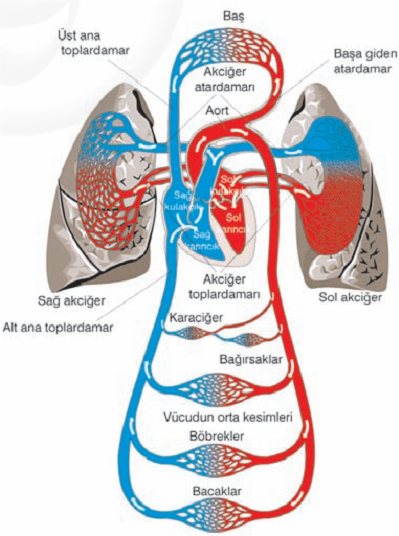 Baş
Üst ana
toplardamar
Başa giden
atardamar
Akciğer
atardamarı
Aort
Sol
kulakçık
Sağ
kulakcık
Sol
karıncık
Sağ
karıncık
Sağ akciğer
Akciğer
toplardamarı
Sol akciğer
Alt ana toplardamar
Karaciğer
Bağırsaklar
Vücudun orta kesimleri
Böbrekler
Bacaklar